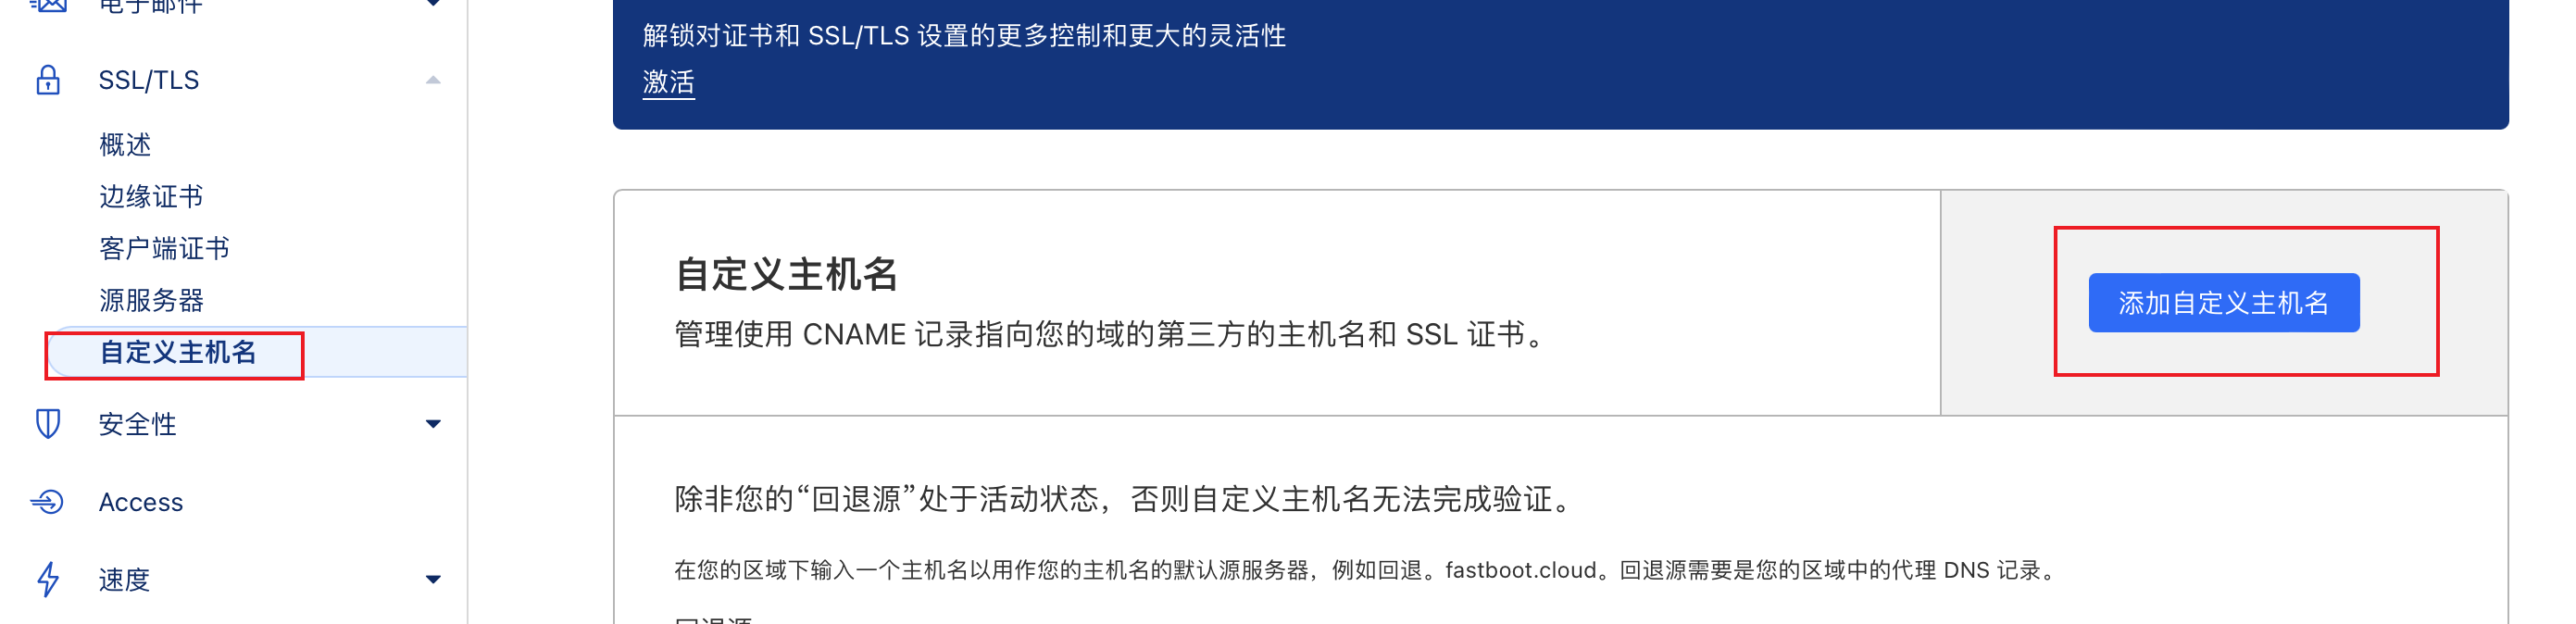 电子邮件
SSL/TLS
概述
边缘证书
客户端证书
源服务器
自定义主机名
安全性
Access
速度
解锁对证书和 SSL/TLS 设置的更多控制和更大的灵活性
激活
自定义主机名
管理使用 CNAME 记录指向您的域的第三方的主机名和 SSL 证书。
添加自定义主机名
除非您的“回退源”处于活动状态，否则自定义主机名无法完成验证。
在您的区域下输入一个主机名以用作您的主机名的默认源服务器，例如回退。fastboot.cloud。回退源需要是您的区域中的代理 DNS 记录。
回退源